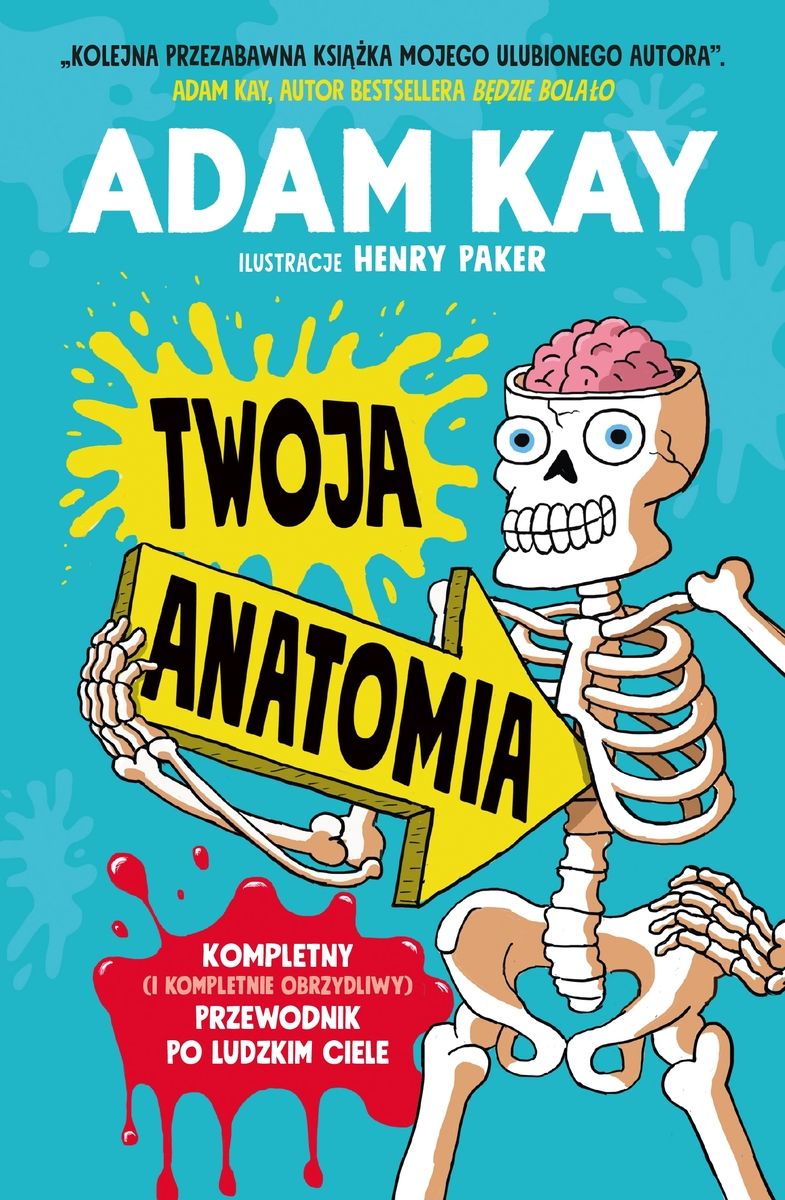 „KOLEJNA PRZEZABAWNA KSIĄŻKA MOJEGO ULUBIONEGO AUTORA”.
ADAM KAY, AUTOR BESTSELLERA BĘDZIE BOLAŁO
ADAM KAY
ILUSTRACJE HENRY PAKER
TWOJA
ANATOMIA
KOMPLETNY
(I KOMPLETNIE OBRZYDLIWY)
PRZEWODNIK
PO LUDZKIM CIELE